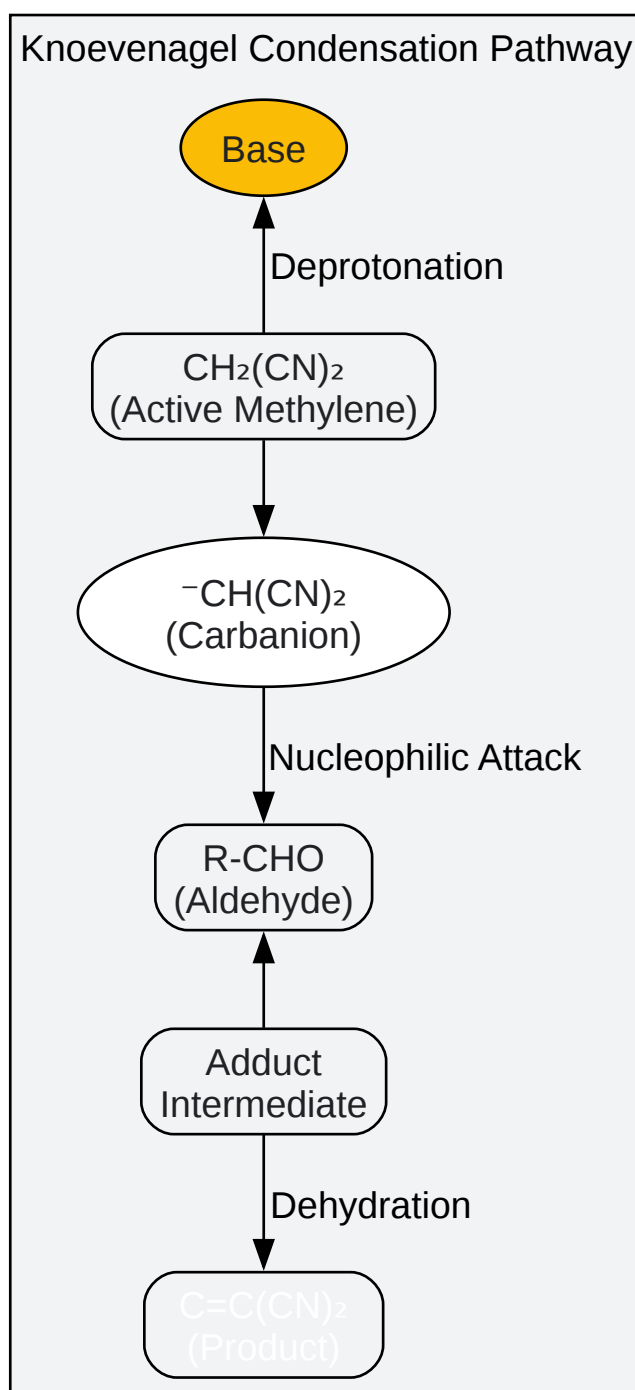 Knoevenagel Condensation Pathway
Base
Deprotonation
CH₂(CN)₂
(Active Methylene)
⁻CH(CN)₂
(Carbanion)
Nucleophilic Attack
R-CHO
(Aldehyde)
Adduct
Intermediate
Dehydration
C=C(CN)₂
(Product)